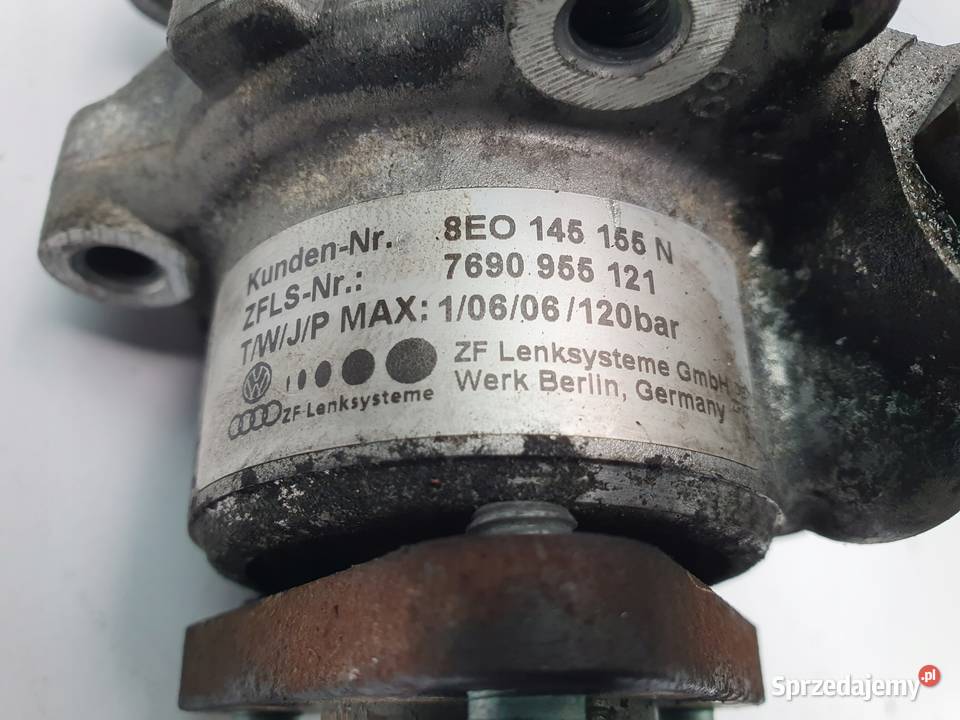 Kunden-Nr. 8EO 145 155 N
ZFLS-Nr.: 7690 955 121
T/W/J/P MAX: 1/06/06/120bar
ZF Lenksysteme GmbH
Werk Berlin, Germany
ZF Lenksysteme
Sprzedajemy.pl